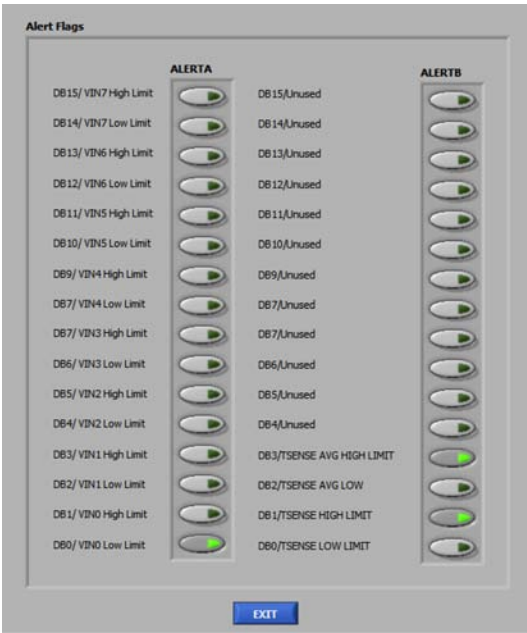 Alert Flags
ALERTA
ALERTB
DB15/ VIN7 High Limit
DB15/Unused
DB14/ VIN7 Low Limit
DB14/Unused
DB13/ VIN6 High Limit
DB13/Unused
DB12/ VIN6 Low Limit
DB12/Unused
DB11/ VIN5 High Limit
DB11/Unused
DB10/ VIN5 Low Limit
DB10/Unused
DB9/ VIN4 High Limit
DB9/Unused
DB7/ VIN4 Low Limit
DB7/Unused
DB7/ VIN3 High Limit
DB7/Unused
DB6/ VIN3 Low Limit
DB6/Unused
DB5/ VIN2 High Limit
DB5/Unused
DB4/ VIN2 Low Limit
DB4/Unused
DB3/ VIN1 High Limit
DB3/TSENSE AVG HIGH LIMIT
DB2/ VIN1 Low Limit
DB2/TSENSE AVG LOW
DB1/ VIN0 High Limit
DB1/TSENSE HIGH LIMIT
DB0/ VIN0 Low Limit
DB0/TSENSE LOW LIMIT
EXIT